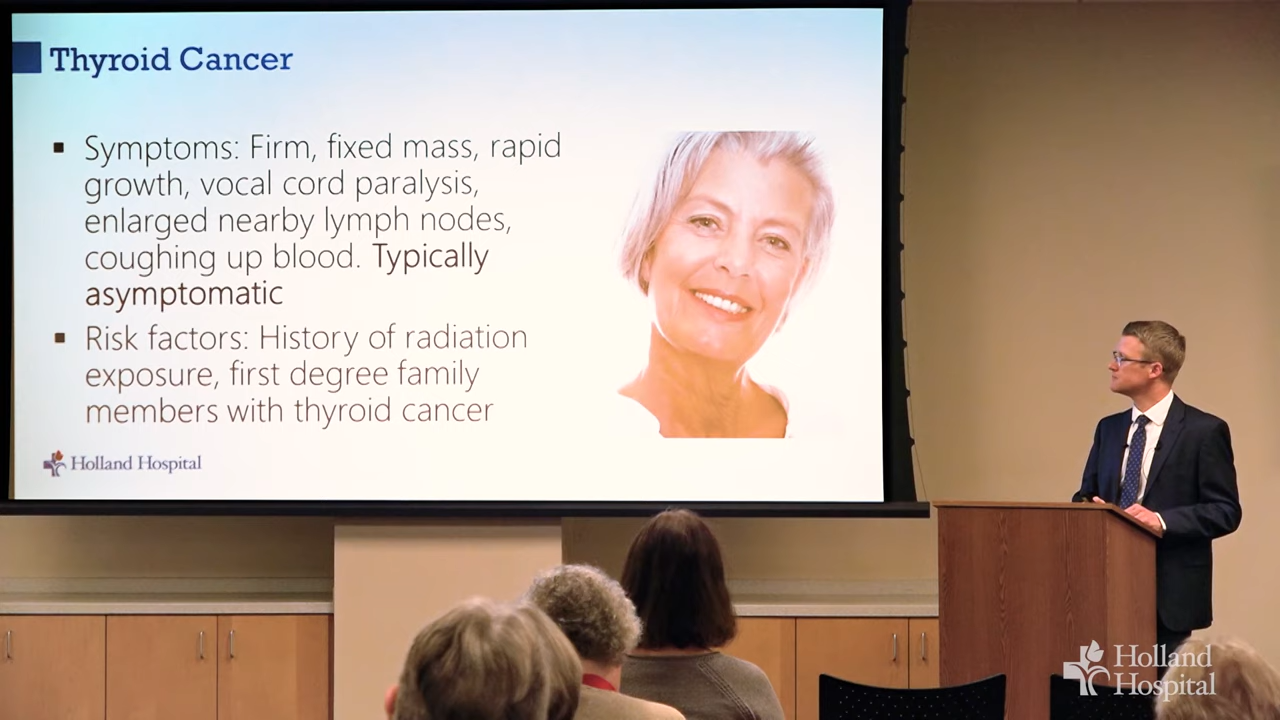 Thyroid Cancer
▪ Symptoms: Firm, fixed mass, rapid
growth, vocal cord paralysis,
enlarged nearby lymph nodes,
coughing up blood. Typically
asymptomatic
▪ Risk factors: History of radiation
exposure, first degree family
members with thyroid cancer
Holland Hospital
Holland
Hospital